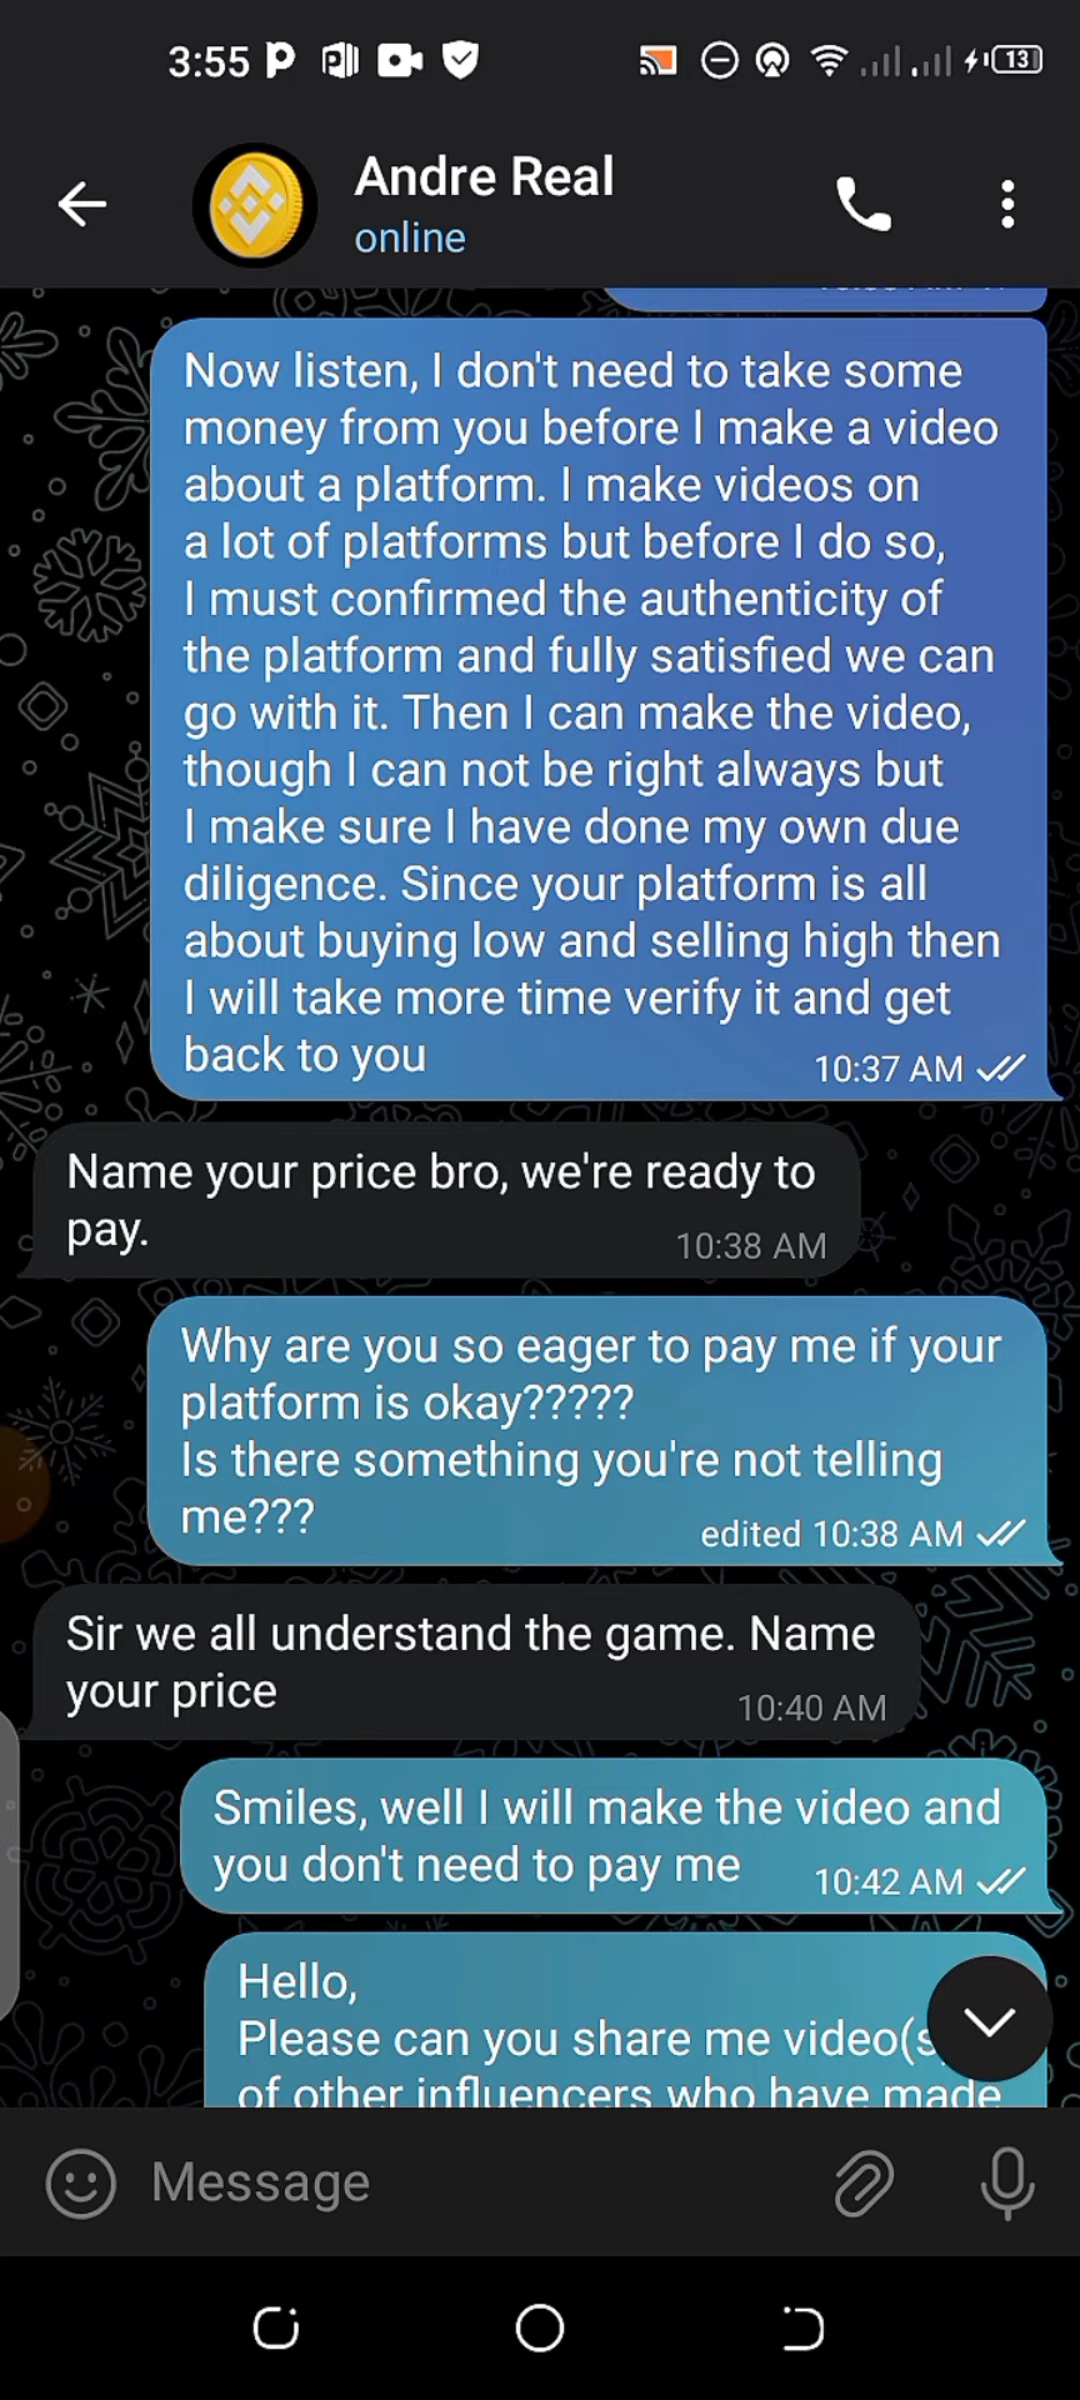 3:55
13
Andre Real
online
Now listen, I don't need to take some
money from you before I make a video
about a platform. I make videos on
a lot of platforms but before I do so,
I must confirmed the authenticity of
the platform and fully satisfied we can
go with it. Then I can make the video,
though I can not be right always but
I make sure I have done my own due
diligence. Since your platform is all
about buying low and selling high then
I will take more time verify it and get
back to you
10:37 AM
Name your price bro, we're ready to
pay.
10:38 AM
Why are you so eager to pay me if your
platform is okay?????
Is there something you're not telling
me???
edited 10:38 AM
Sir we all understand the game. Name
your price
10:40 AM
Smiles, well I will make the video and
you don't need to pay me
10:42 AM
Hello,
Please can you share me video(s
of other influencers who have made
Message